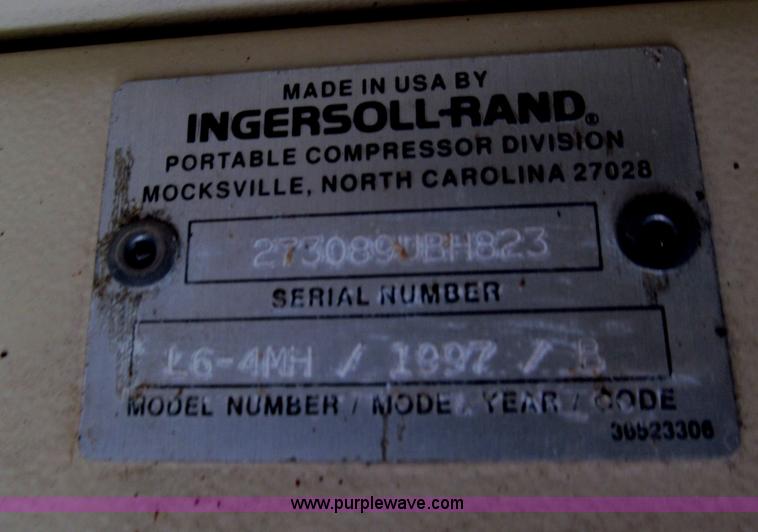 MADE IN USA BY
INGERSOLL-RAND®
PORTABLE COMPRESSOR DIVISION
MOCKSVILLE, NORTH CAROLINA 27028
273089UBH823
SERIAL NUMBER
L6-4MH / 1997 / B
MODEL NUMBER / MODEL YEAR / CODE
36523306
www.purplewave.com